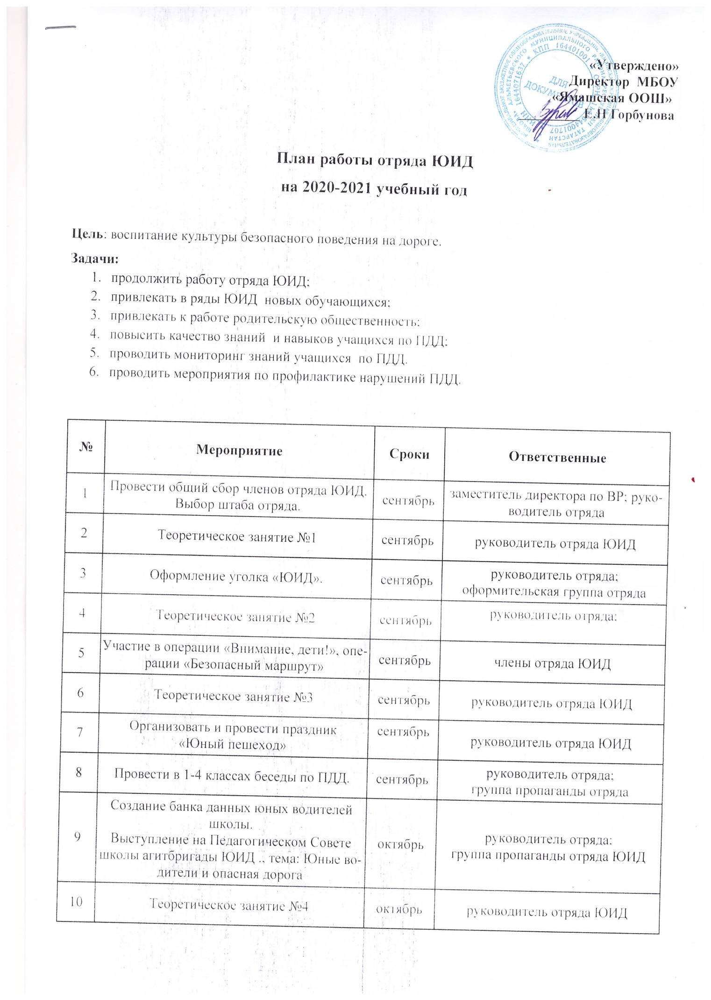 «Утверждено»
Директор МБОУ
«Ямашская ООШ»
Е.Н Горбунова
ДЛЯ
ИНН 1644071637 * КПП 164401001
План работы отряда ЮИД
на 2020-2021 учебный год
Цель: воспитание культуры безопасного поведения на дороге.
Задачи:
1. продолжить работу отряда ЮИД;
2. привлекать в ряды ЮИД новых обучающихся;
3. привлекать к работе родительскую общественность;
4. повысить качество знаний и навыков учащихся по ПДД;
5. проводить мониторинг знаний учащихся по ПДД.
6. проводить мероприятия по профилактике нарушений ПДД.
№ Мероприятие Сроки Ответственные
1 Провести общий сбор членов отряда ЮИД. сентябрь заместитель директора по ВР; руко-
Выбор штаба отряда. водитель отряда
2 Теоретическое занятие №1 сентябрь руководитель отряда ЮИД
3 Оформление уголка «ЮИД». сентябрь руководитель отряда;
оформительская группа отряда
4 Теоретическое занятие №2 сентябрь руководитель отряда;
5 Участие в операции «Внимание, дети!», опе- сентябрь члены отряда ЮИД
рации «Безопасный маршрут»
6 Теоретическое занятие №3 сентябрь руководитель отряда ЮИД
7 Организовать и провести праздник сентябрь руководитель отряда ЮИД
«Юный пешеход»
8 Провести в 1-4 классах беседы по ПДД. сентябрь руководитель отряда;
группа пропаганды отряда
9 Создание банка данных юных водителей
школы.
Выступление на Педагогическом Совете октябрь руководитель отряда;
школы агитбригады ЮИД ., тема: Юные во- группа пропаганды отряда ЮИД
дители и опасная дорога
10 Теоретическое занятие №4 октябрь руководитель отряда ЮИД